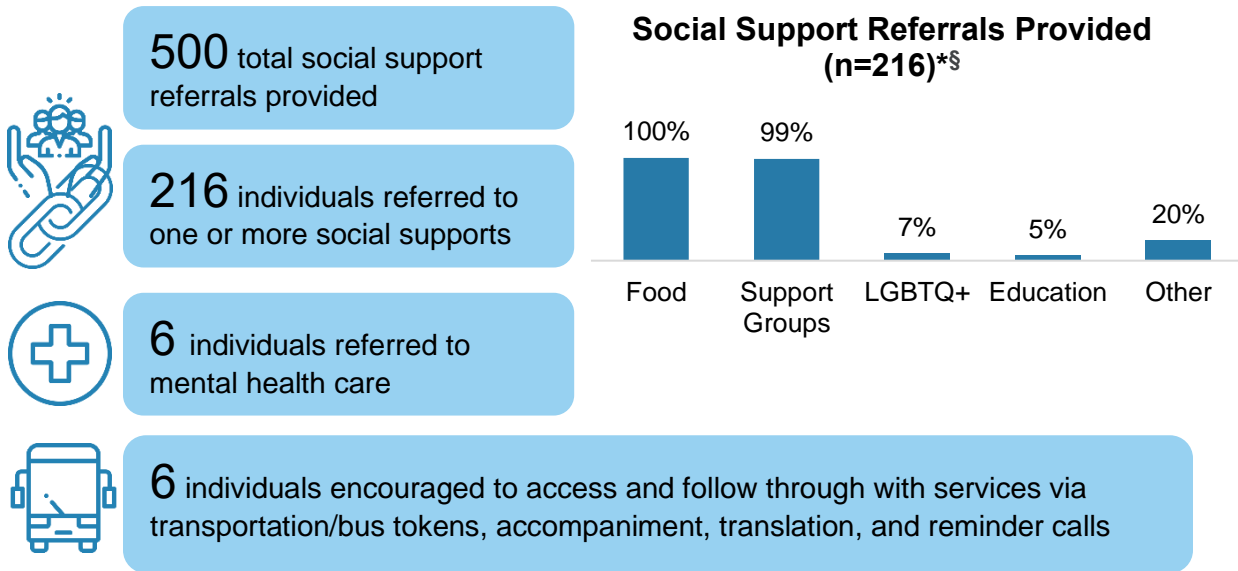 500 total social support
referrals provided
216 individuals referred to
one or more social supports
6 individuals referred to
mental health care
6 individuals encouraged to access and follow through with services via
transportation/bus tokens, accompaniment, translation, and reminder calls
Social Support Referrals Provided
(n=216)*§
100% 99% 7% 5% 20%
Food Support Groups LGBTQ+ Education Other